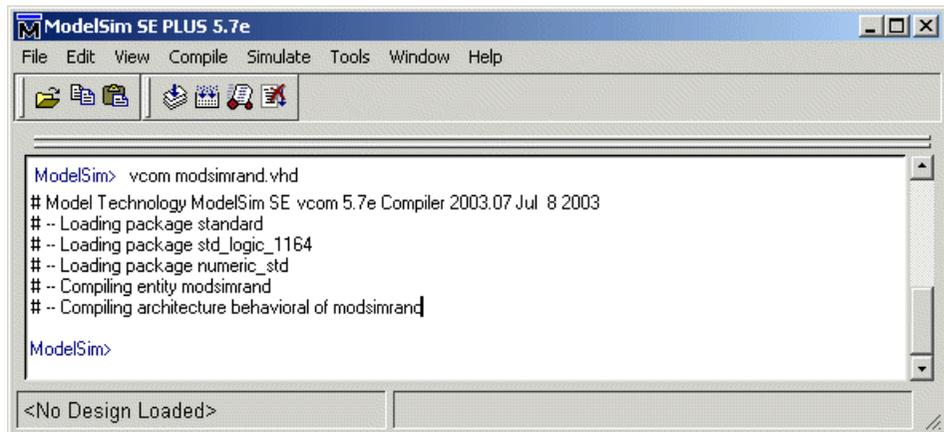 ModelSim SE PLUS 5.7e
File Edit View Compile Simulate Tools Window Help
ModelSim> vcom modsimrand.vhd
# Model Technology ModelSim SE vcom 5.7e Compiler 2003.07 Jul  8 2003
# -- Loading package standard
# -- Loading package std_logic_1164
# -- Loading package numeric_std
# -- Compiling entity modsimrand
# -- Compiling architecture behavioral of modsimrand
ModelSim>
<No Design Loaded>